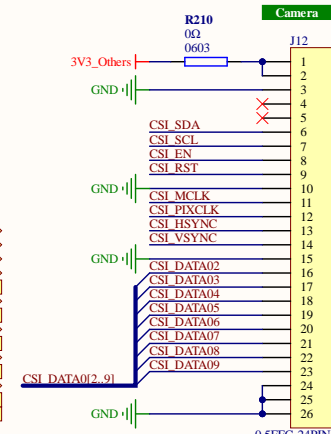 Camera
R210
0Ω
0603
J12
3V3_Others
1
2
GND
3
4
5
CSI_SDA
6
CSI_SCL
7
CSI_EN
8
CSI_RST
9
GND
10
CSI_MCLK
11
CSI_PIXCLK
12
CSI_HSYNC
13
CSI_VSYNC
14
GND
15
CSI_DATA02
16
CSI_DATA03
17
CSI_DATA04
18
CSI_DATA05
19
CSI_DATA06
20
CSI_DATA07
21
CSI_DATA08
22
CSI_DATA09
23
CSI_DATA0[2..9]
24
25
GND
26